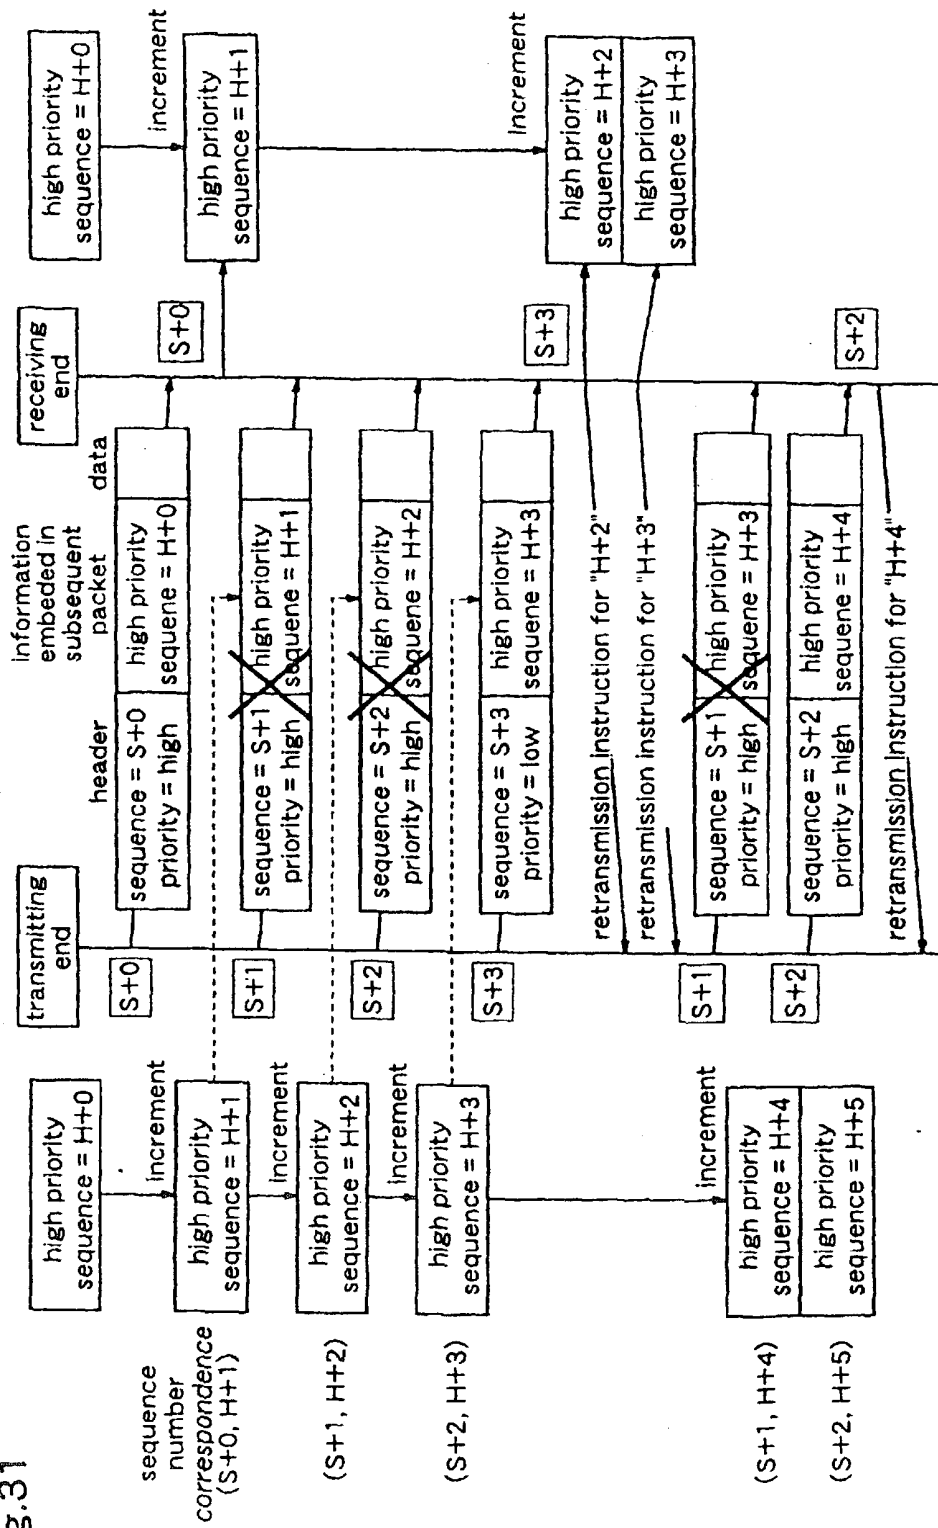 g.31
high priority
sequence = H+0
increment
high priority
sequence = H+1
increment
high priority
sequence = H+2
increment
high priority
sequence = H+3
increment
high priority
sequence = H+4
high priority
sequence = H+5
sequence
number
correspondence
(S+0, H+1)
(S+1, H+2)
(S+2, H+3)
(S+1, H+4)
(S+2, H+5)
transmitting
end
S+0
S+1
S+2
S+3
S+1
S+2
header
information
embeded in
subsequent
packet
data
sequence = S+0
priority = high
high priority
sequene = H+0
sequence = S+1
priority = high
high priority
sequene = H+1
sequence = S+2
priority = high
high priority
sequene = H+2
sequence = S+3
priority = low
high priority
sequene = H+3
retransmission instruction for "H+2"
retransmission instruction for "H+3"
sequence = S+1
priority = high
high priority
sequene = H+3
sequence = S+2
priority = high
high priority
sequene = H+4
retransmission instruction for "H+4"
receiving
end
S+0
S+3
S+2
high priority
sequence = H+0
increment
high priority
sequence = H+1
increment
high priority
sequence = H+2
high priority
sequence = H+3